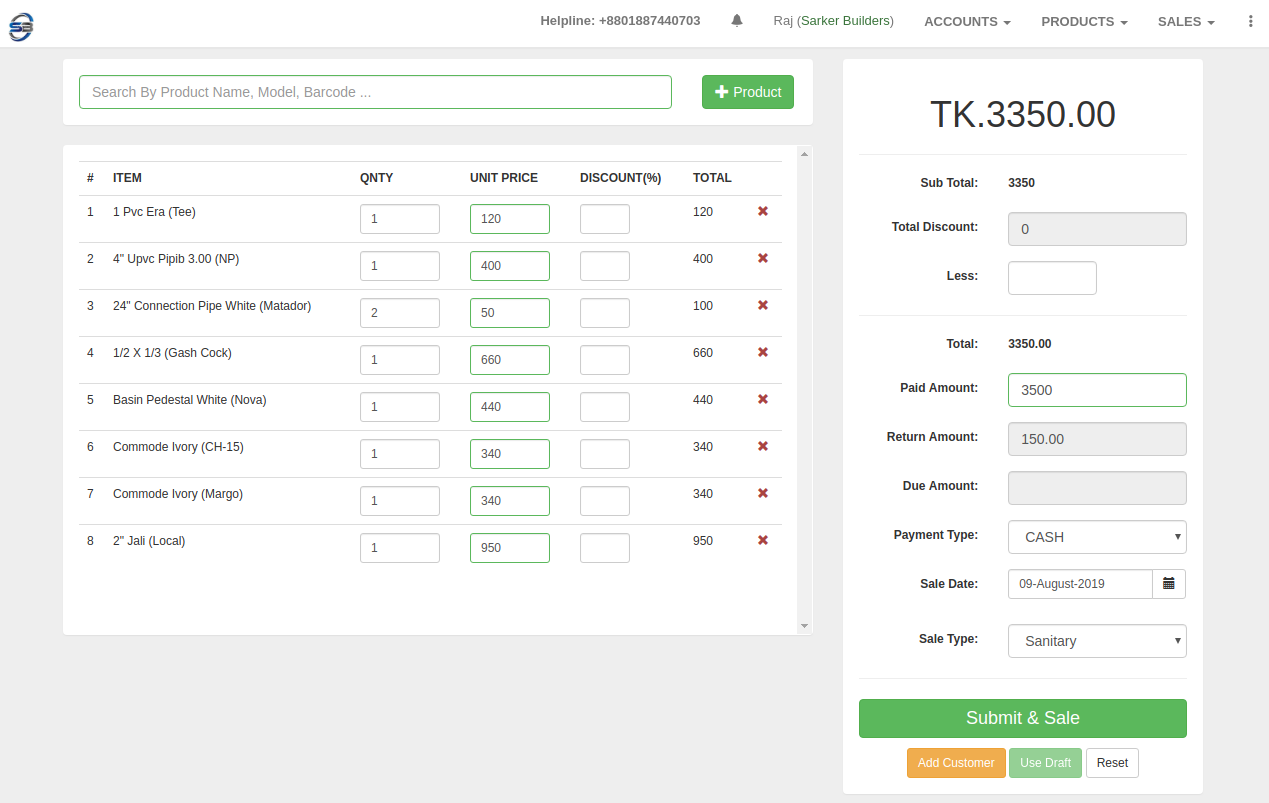 SB
Helpline: +8801887440703 Raj (Sarker Builders) ACCOUNTS PRODUCTS SALES
Search By Product Name, Model, Barcode ... Product
# ITEM QNTY UNIT PRICE DISCOUNT(%) TOTAL
1 1 Pvc Era (Tee) 1 120 120
2 4" Upvc Pipib 3.00 (NP) 1 400 400
3 24" Connection Pipe White (Matador) 2 50 100
4 1/2 X 1/3 (Gash Cock) 1 660 660
5 Basin Pedestal White (Nova) 1 440 440
6 Commode Ivory (CH-15) 1 340 340
7 Commode Ivory (Margo) 1 340 340
8 2" Jali (Local) 1 950 950
TK.3350.00
Sub Total: 3350
Total Discount: 0
Less:
Total: 3350.00
Paid Amount: 3500
Return Amount: 150.00
Due Amount:
Payment Type: CASH
Sale Date: 09-August-2019
Sale Type: Sanitary
Submit & Sale
Add Customer Use Draft Reset